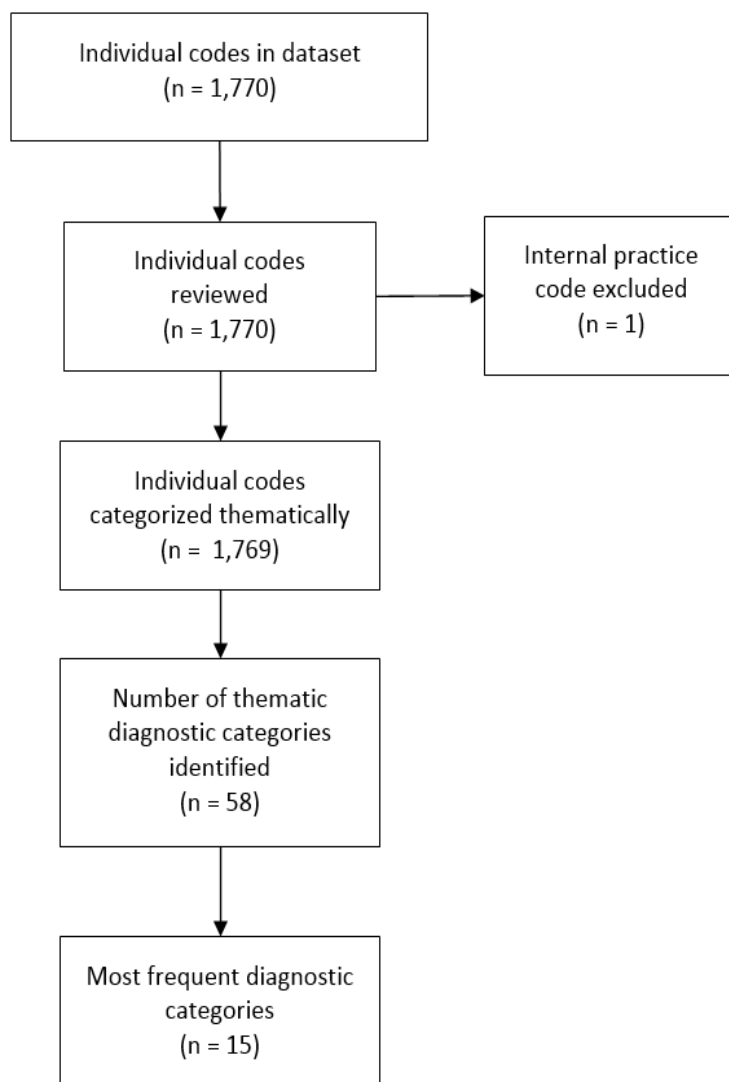 Individual codes in dataset
(n = 1,770)
Individual codes
reviewed
(n = 1,770)
Internal practice
code excluded
(n = 1)
Individual codes
categorized thematically
(n =  1,769)
Number of thematic
diagnostic categories
identified
(n = 58)
Most frequent diagnostic
categories
(n = 15)